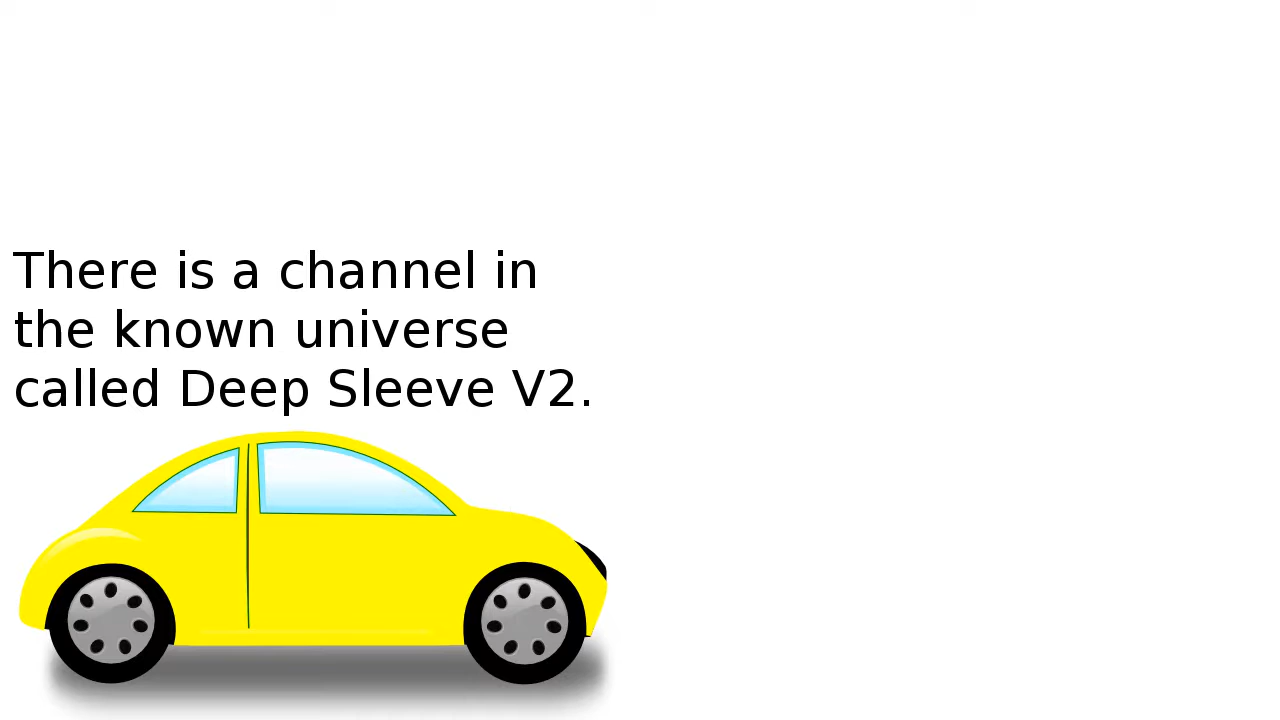 There is a channel in
the known universe
called Deep Sleeve V2.